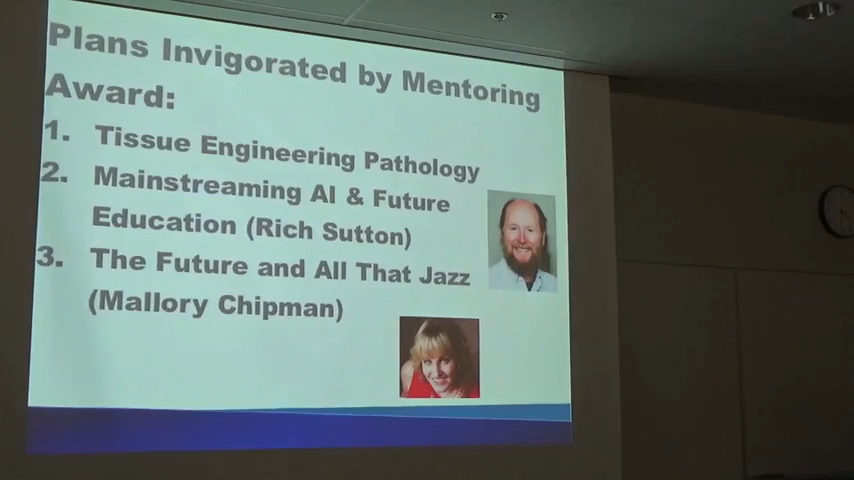 Plans Invigorated by Mentoring
Award:
1. Tissue Engineering Pathology
2. Mainstreaming AI & Future
Education (Rich Sutton)
3. The Future and All That Jazz
(Mallory Chipman)